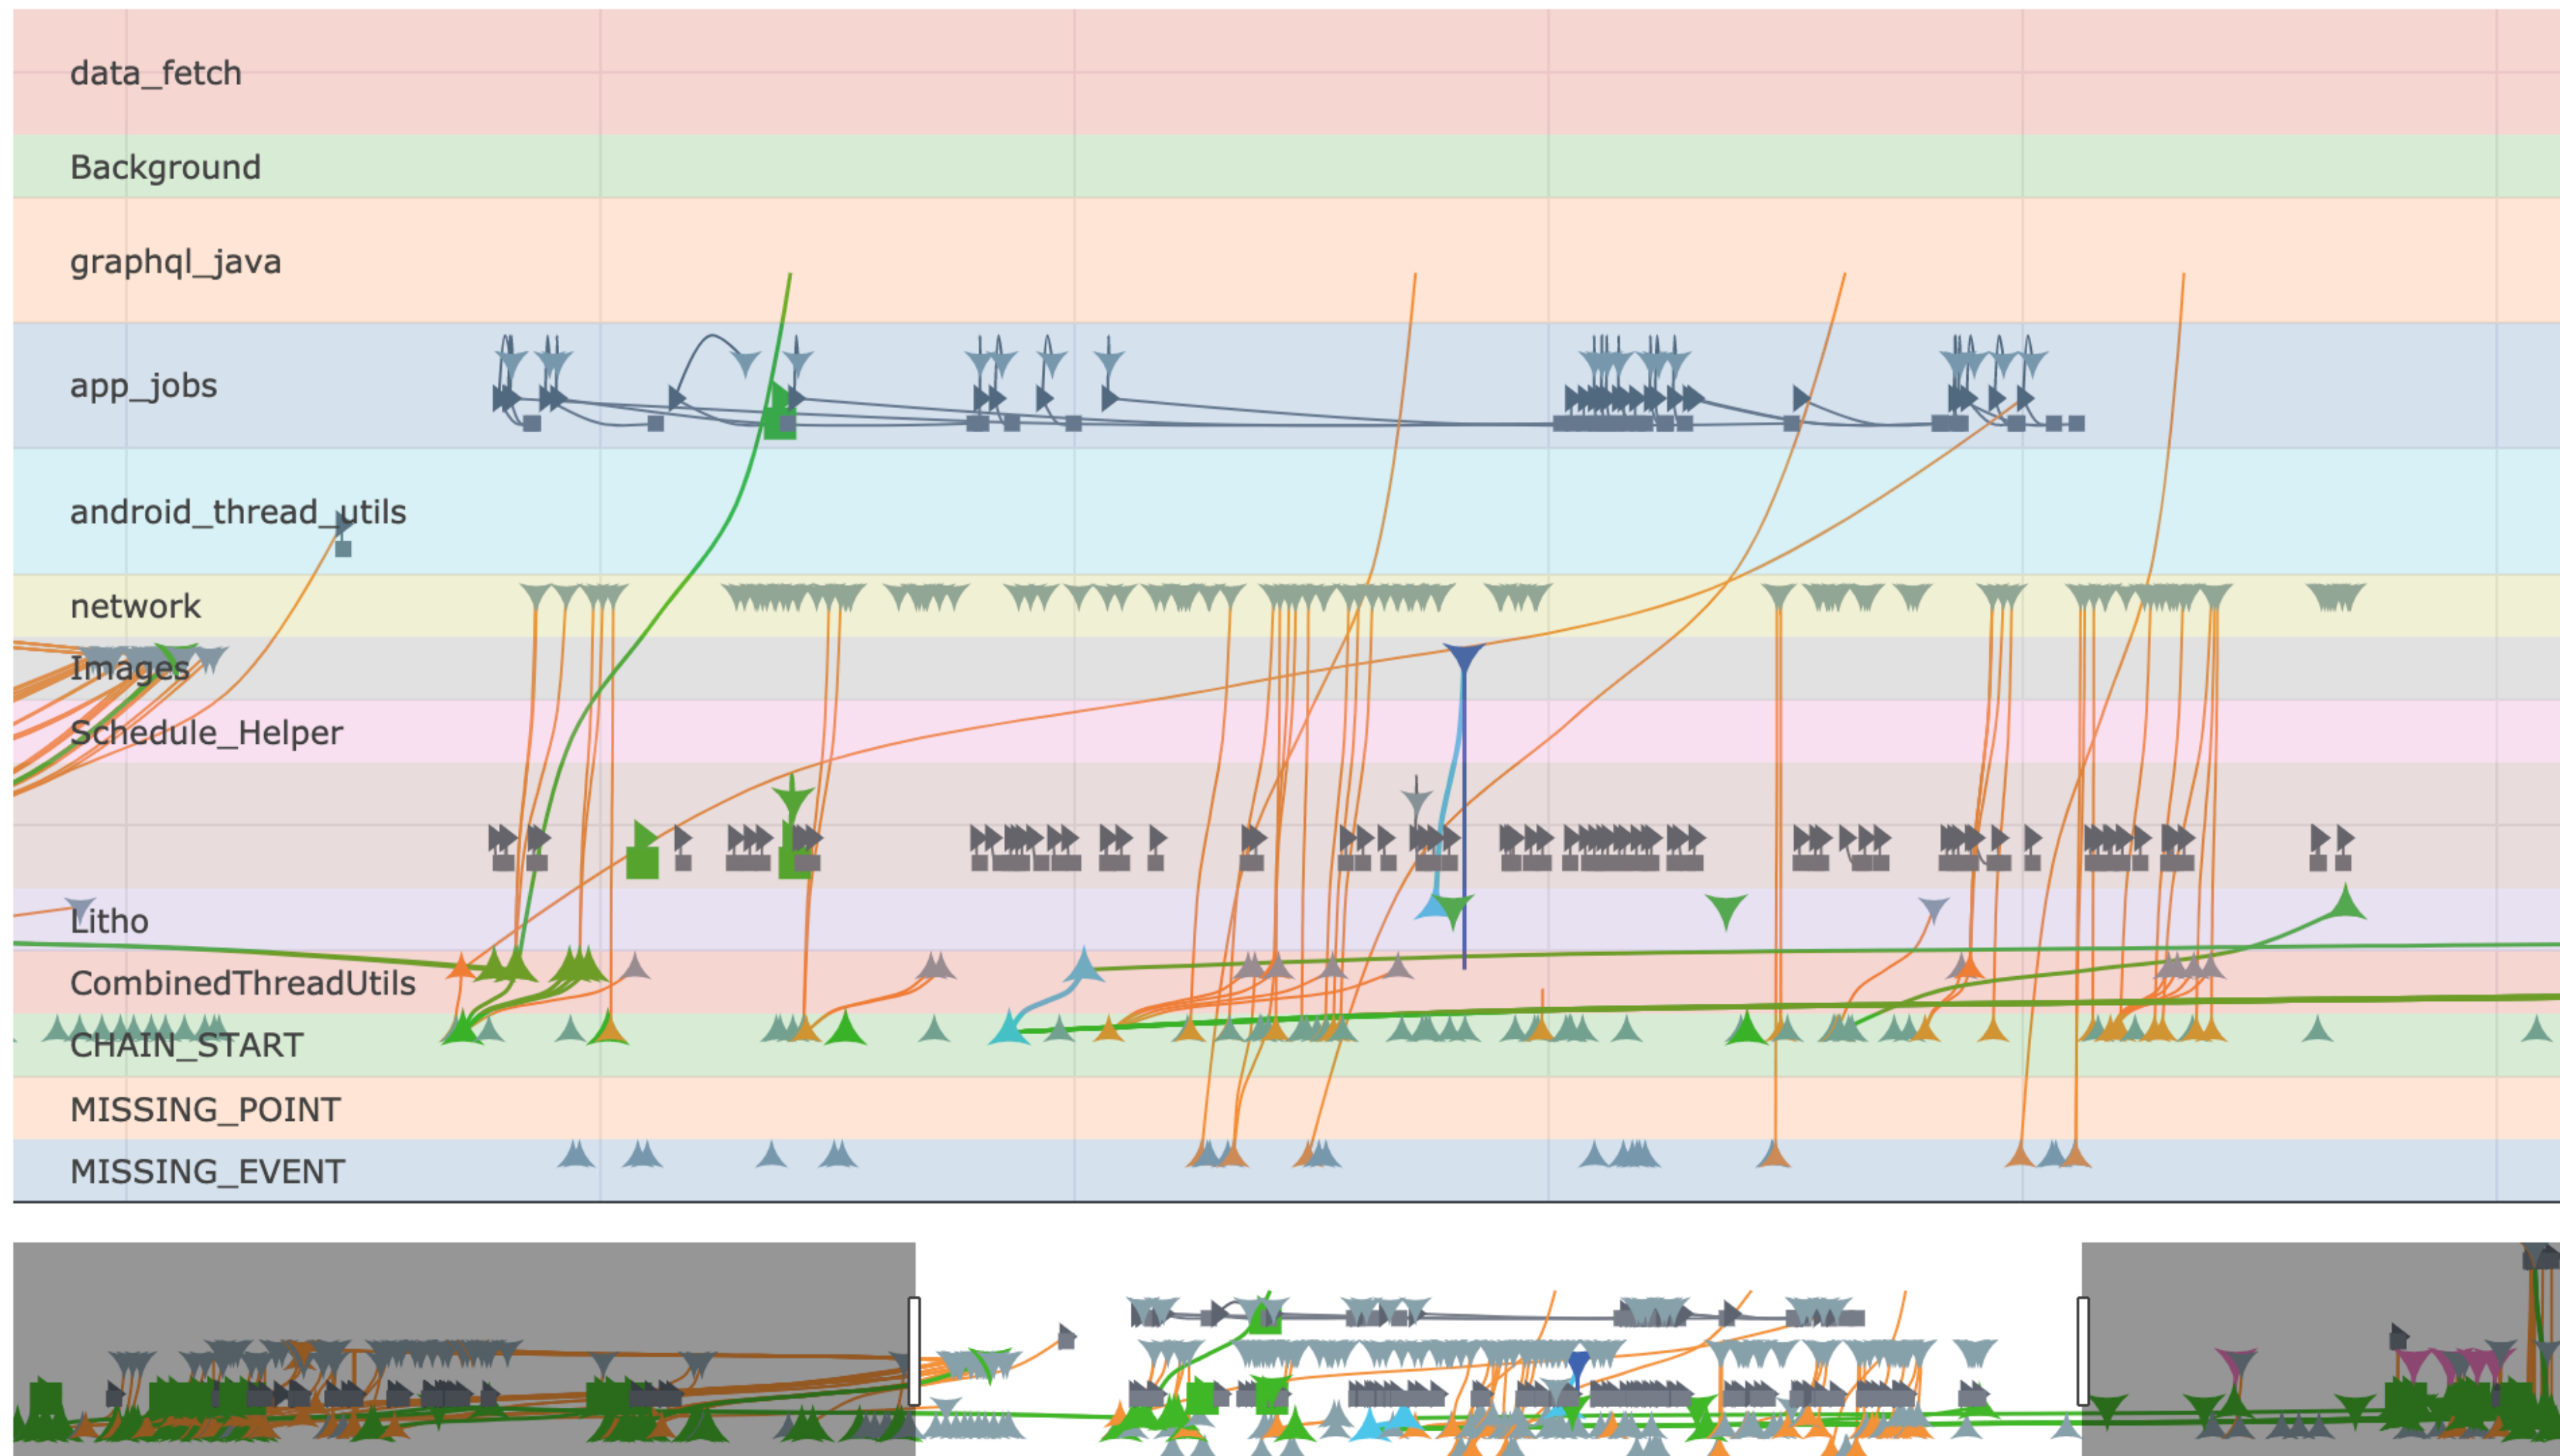 data_fetch
Background
graphql_java
app_jobs
android_thread_utils
network
Images
Schedule_Helper
Litho
CombinedThreadUtils
CHAIN_START
MISSING_POINT
MISSING_EVENT